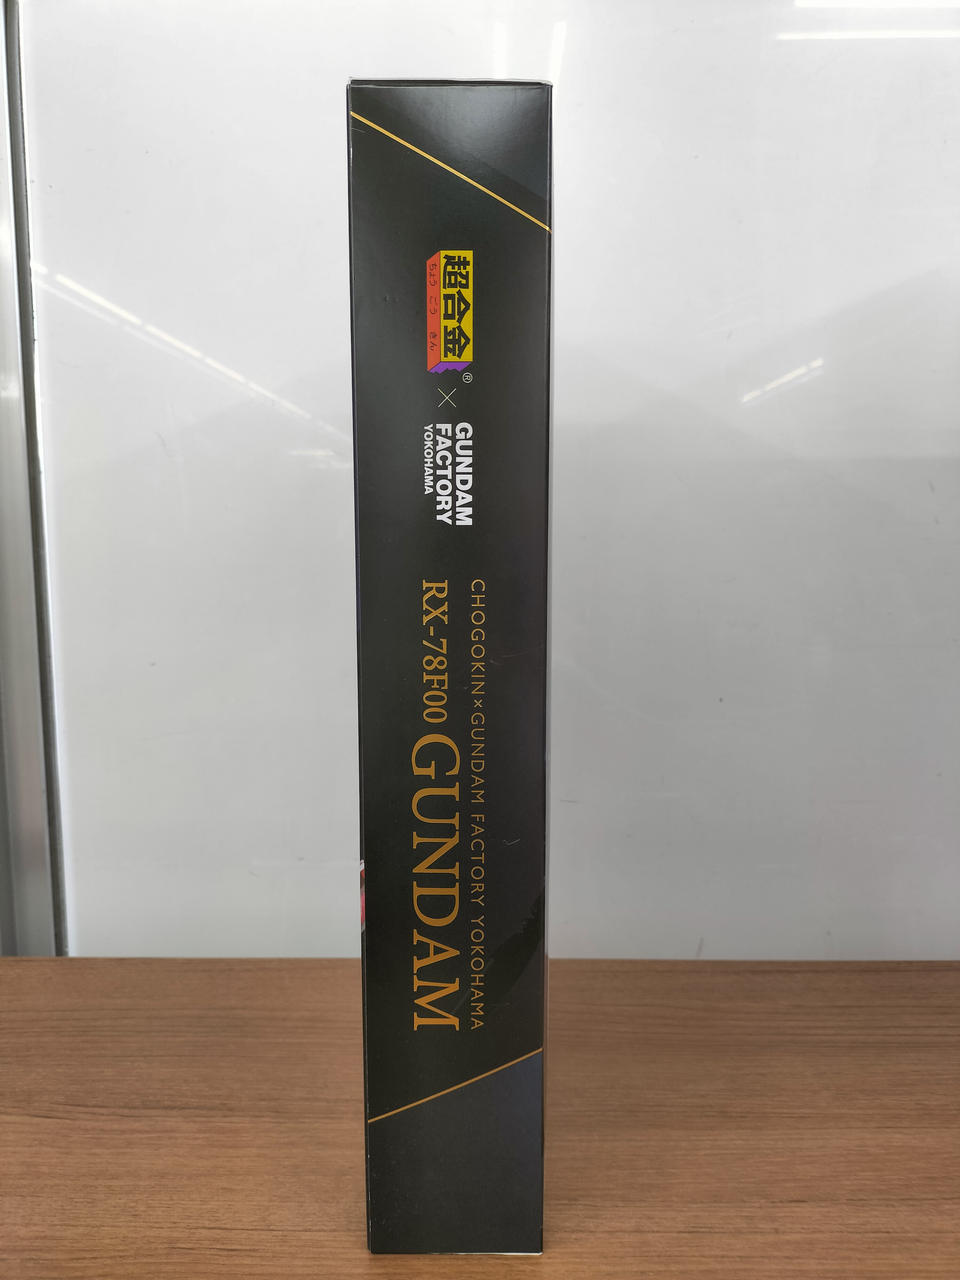 超合金
ちょうごうきん
®
×
GUNDAM
FACTORY
YOKOHAMA
CHOGOKIN×GUNDAM FACTORY YOKOHAMA
RX-78F00 GUNDAM